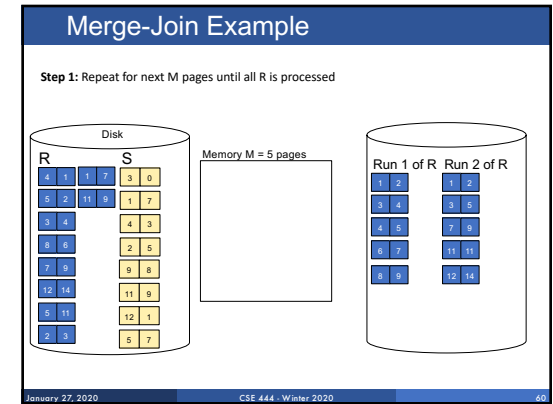 Merge-Join Example
Step 1: Repeat for next M pages until all R is processed
Disk
R S
4 1 1 7 3 0
5 2 11 9 1 7
3 4 4 3
8 6 2 5
7 9 9 8
12 14 11 9
5 11 12 1
2 3 5 7
Memory M = 5 pages
Run 1 of R Run 2 of R
1 2 1 2
3 4 3 5
4 5 7 9
6 7 11 11
8 9 12 14
January 27, 2020 CSE 444 - Winter 2020 60